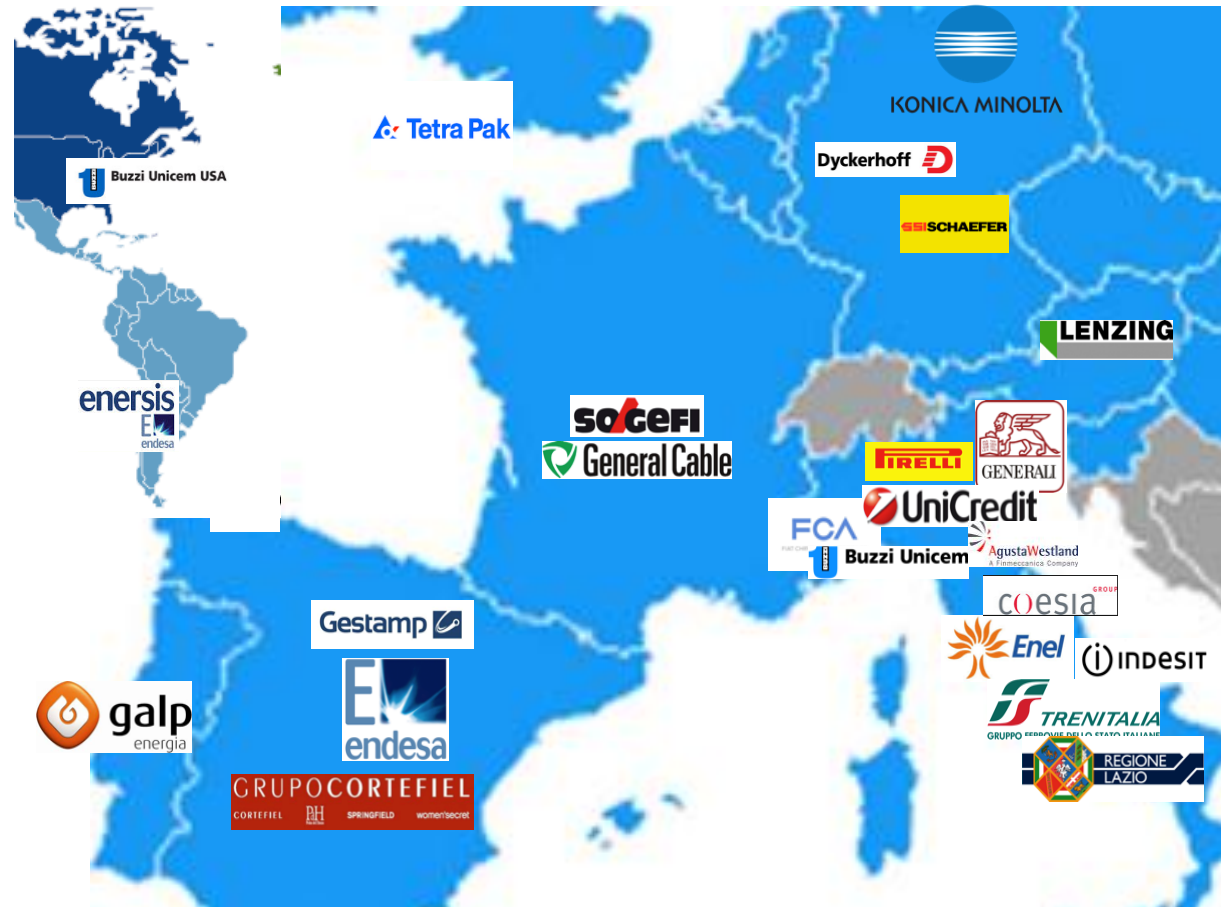 KONICA MINOLTA
Tetra Pak
Dyckerhoff
Buzzi Unicem USA
SSI SCHAEFER
LENZING
enersis
endesa
SOGEFI
General Cable
PIRELLI
GENERALI
UniCredit
FCA
Buzzi Unicem
AgustaWestland
A Finmeccanica Company
coesia GROUP
Gestamp
Enel
INDESIT
galp
energia
endesa
TRENITALIA
GRUPPO FERROVIE DELLO STATO ITALIANE
REGIONE
LAZIO
GRUPOCORTEFIEL
CORTEFIEL P&H SPRINGFIELD women'secret